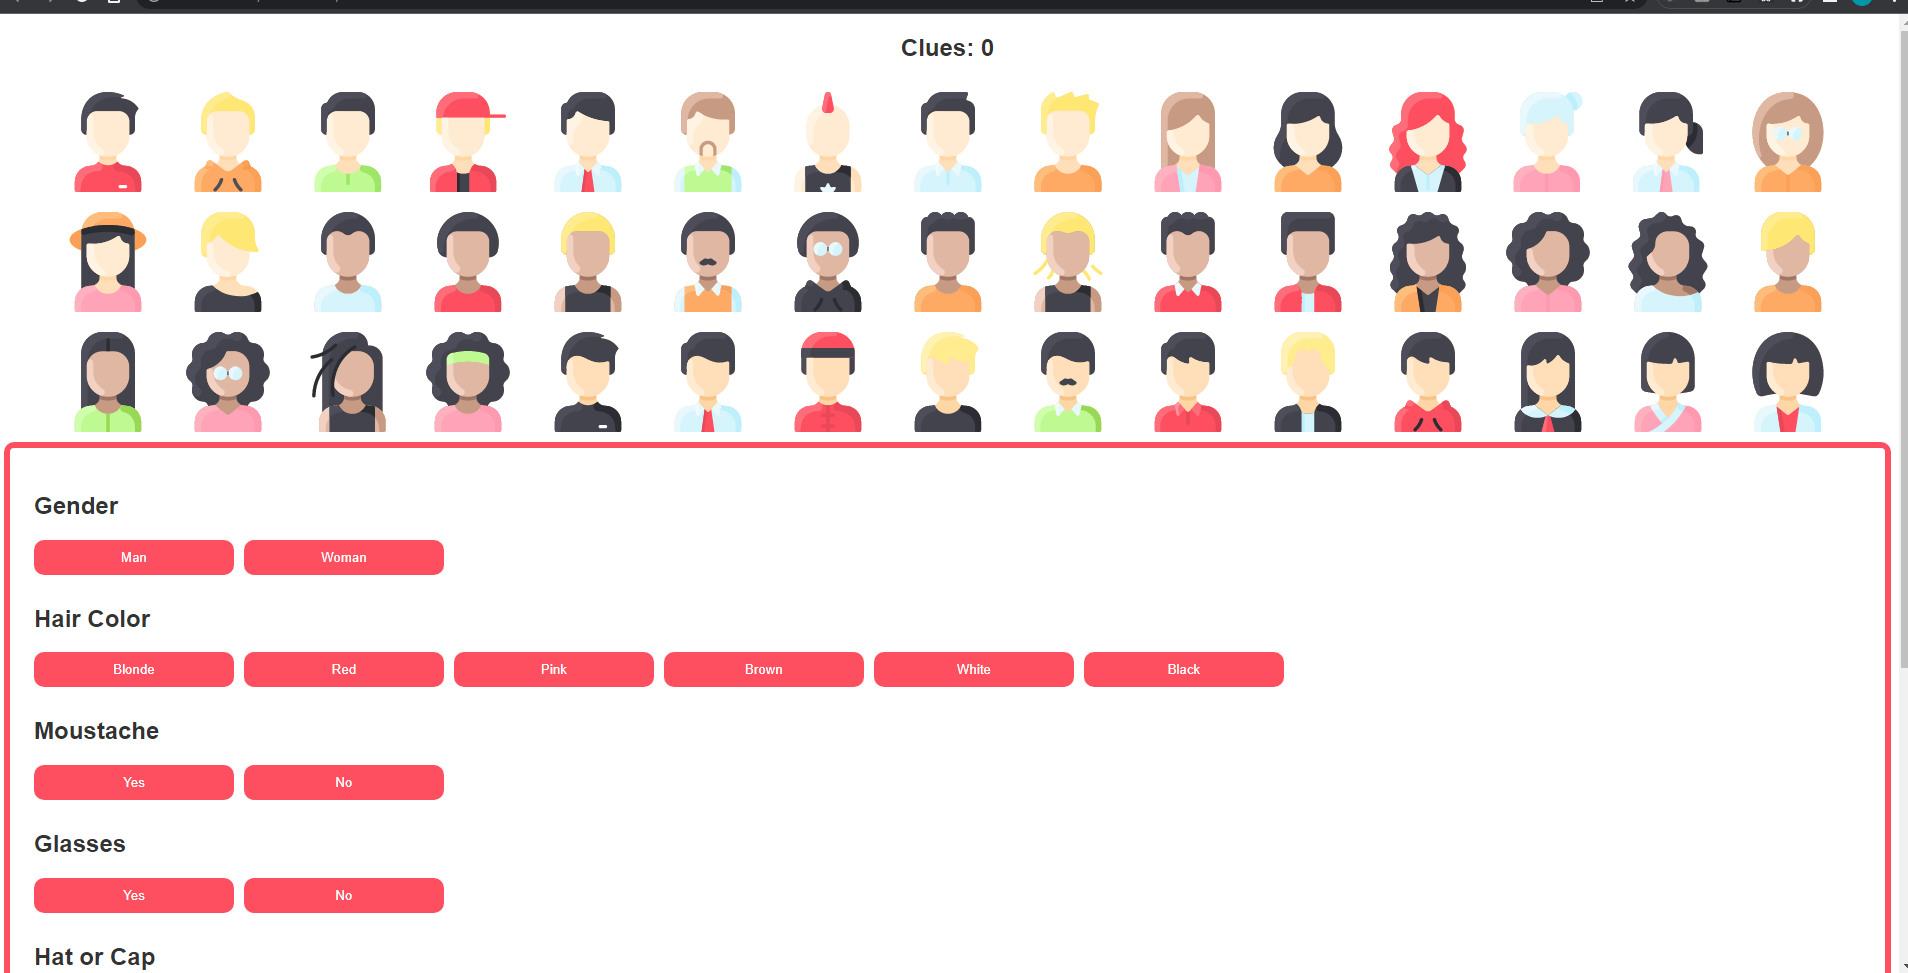 Clues: 0
Gender
Man Woman
Hair Color
Blonde Red Pink Brown White Black
Moustache
Yes No
Glasses
Yes No
Hat or Cap